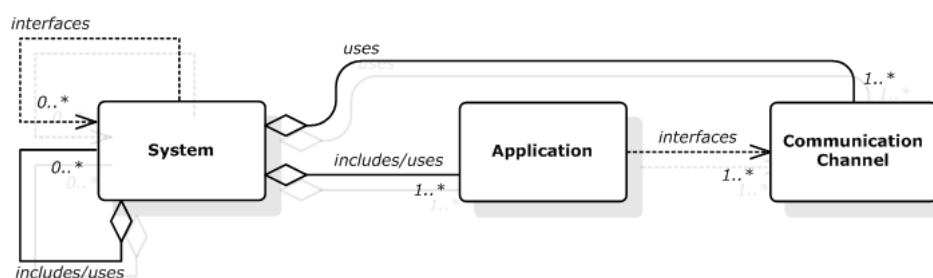 interfaces
uses
0..*
1..*
System
Application
interfaces
Communication
Channel
includes/uses
0..*
1..*
1..*
includes/uses